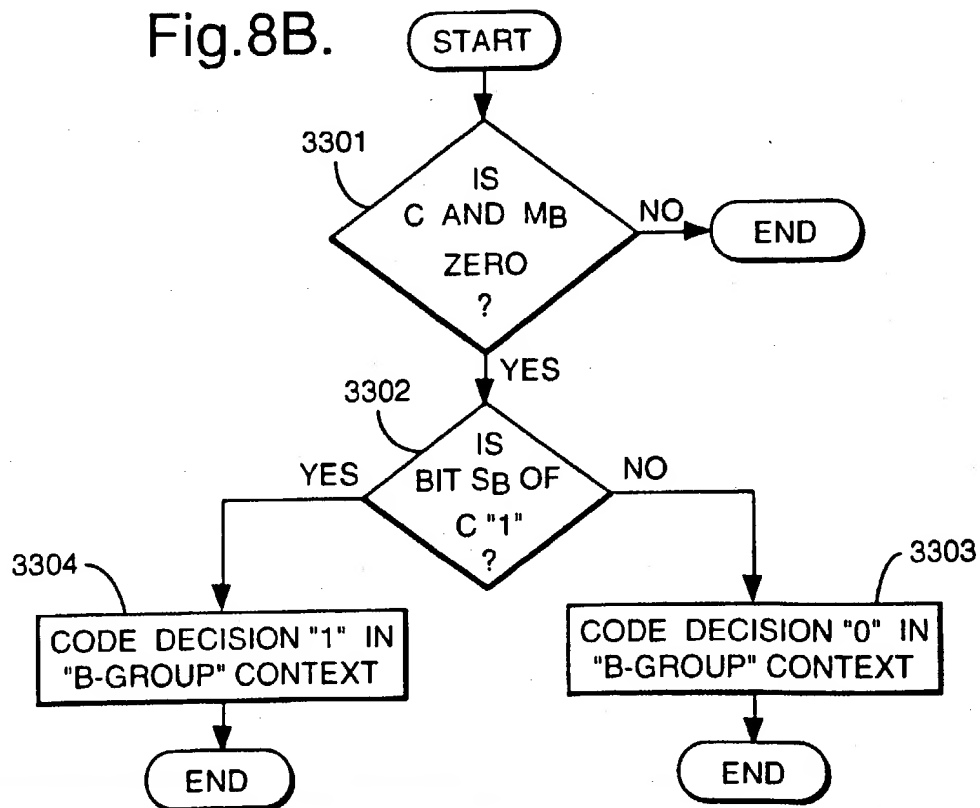 Fig.8B.
START
3301
IS
C AND MB
ZERO
?
NO
END
YES
3302
IS
BIT SB OF
C "1"
?
YES
NO
3304
3303
CODE DECISION "1" IN
"B-GROUP" CONTEXT
CODE DECISION "0" IN
"B-GROUP" CONTEXT
END
END